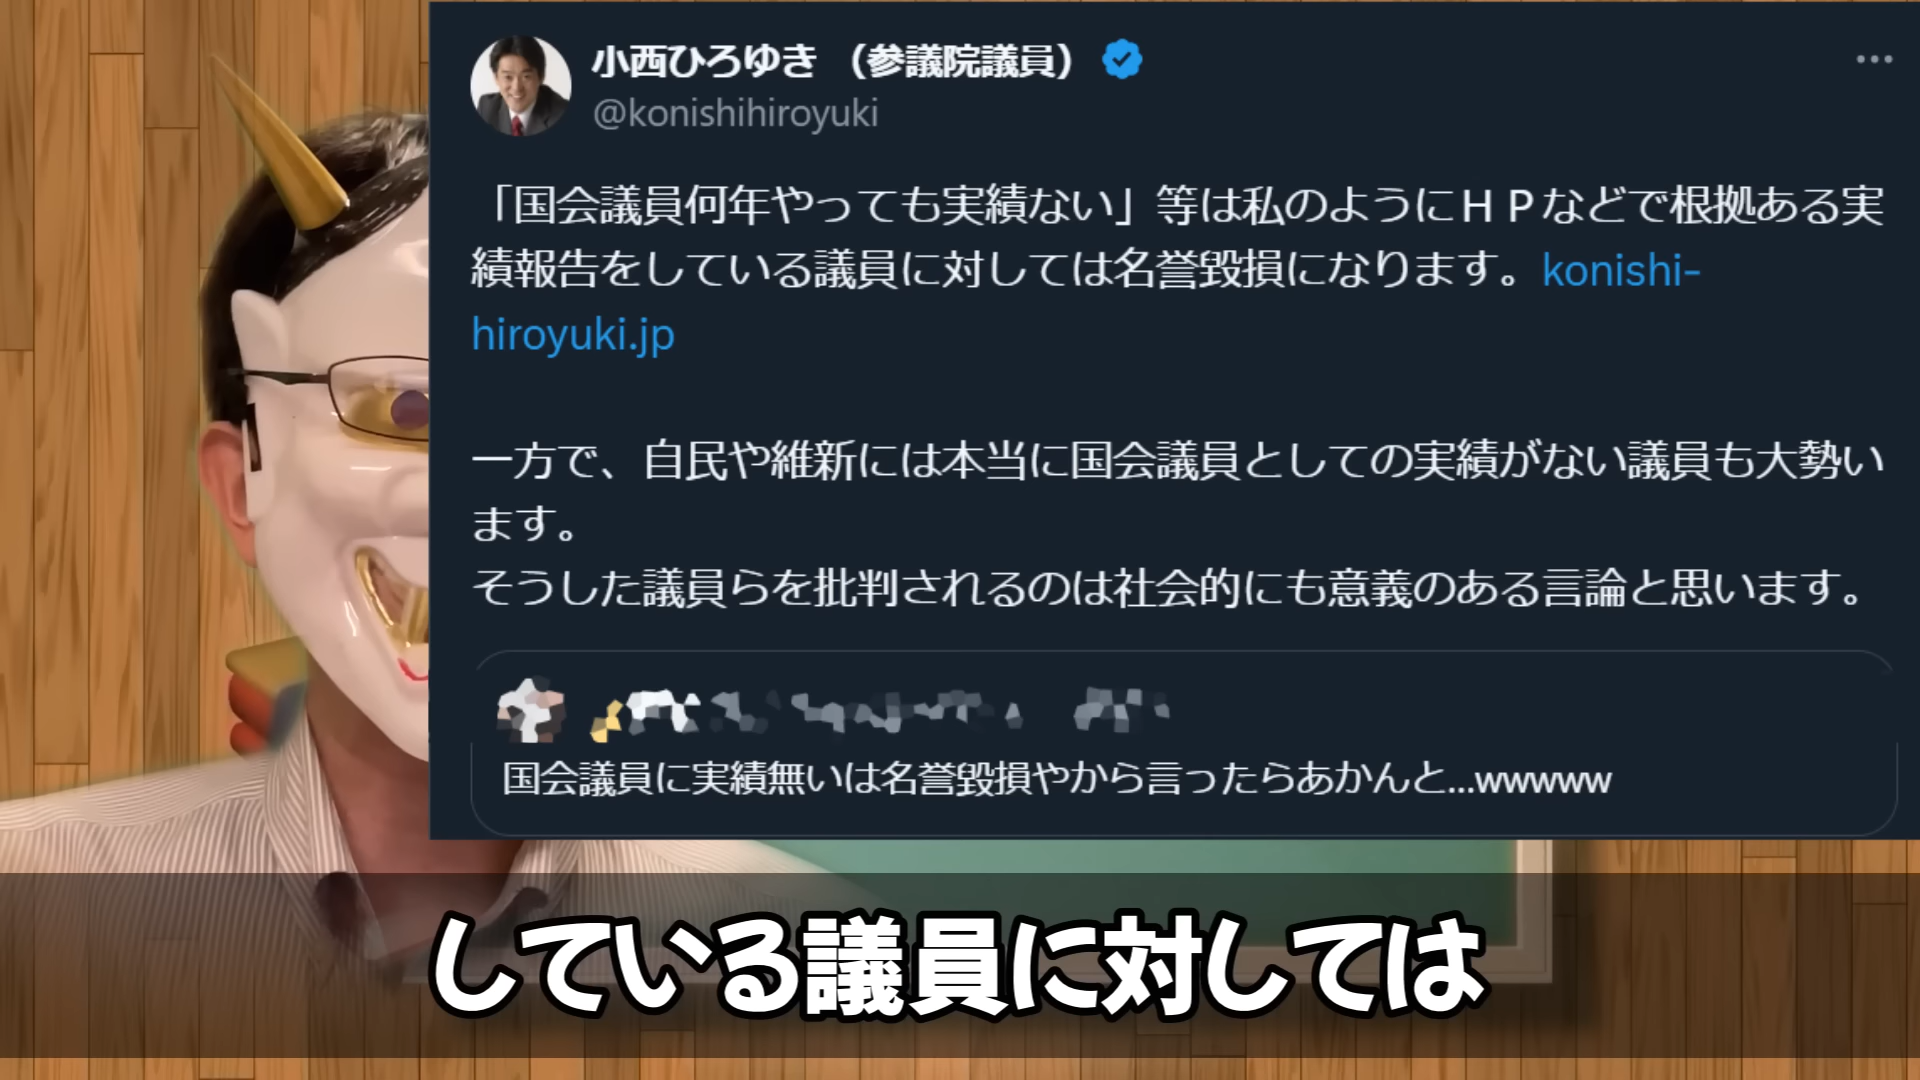 小西ひろゆき （参議院議員）
@konishihiroyuki
「国会議員何年やっても実績ない」等は私のようにＨＰなどで根拠ある実
績報告をしている議員に対しては名誉毀損になります。konishi-
hiroyuki.jp
一方で、自民や維新には本当に国会議員としての実績がない議員も大勢い
ます。
そうした議員らを批判されるのは社会的にも意義のある言論と思います。
国会議員に実績無いは名誉毀損やから言ったらあかんと...wwwww
している議員に対しては